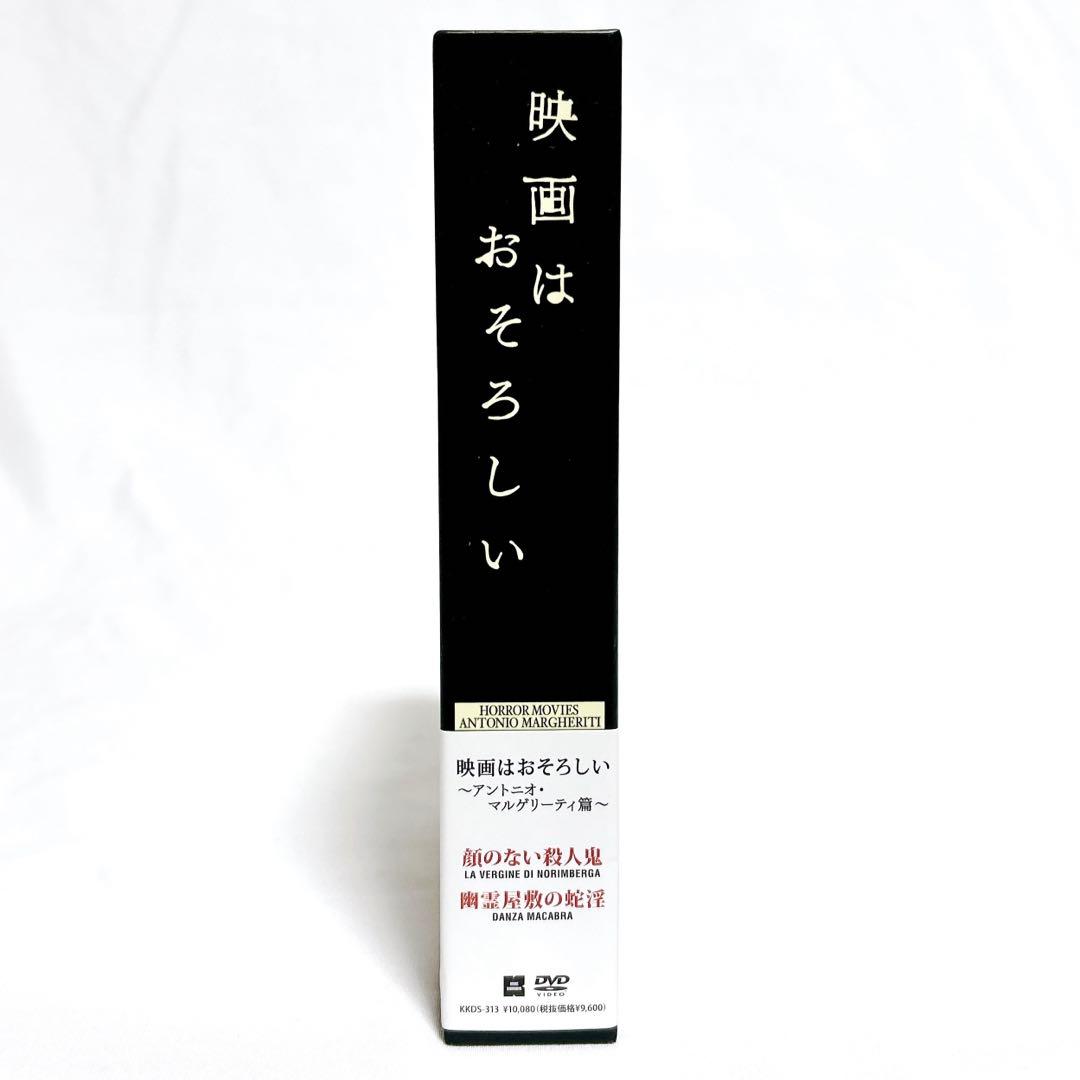 映画は
おそろしい
HORROR MOVIES
ANTONIO MARGHERITI
映画はおそろしい
～アントニオ・
マルゲリーティ篇～
顔のない殺人鬼
LA VERGINE DI NORIMBERGA
幽霊屋敷の蛇淫
DANZA MACABRA
DVD
VIDEO
KKDS-313 ¥10,080（税抜価格¥9,600）